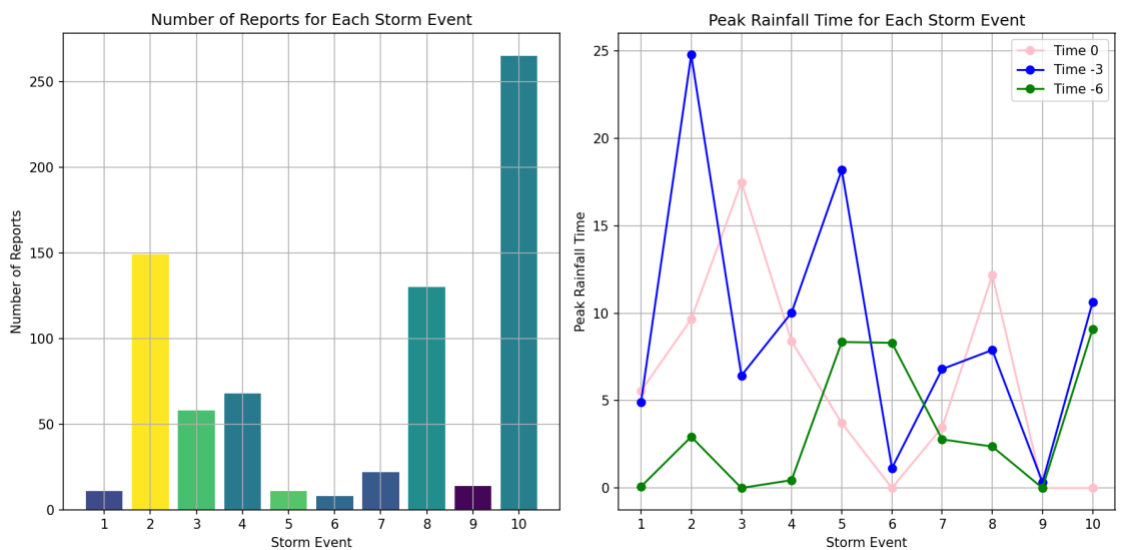 Number of Reports for Each Storm Event
Number of Reports
250
200
150
100
50
0
1 2 3 4 5 6 7 8 9 10
Storm Event
Peak Rainfall Time for Each Storm Event
Peak Rainfall Time
25
20
15
10
5
0
1 2 3 4 5 6 7 8 9 10
Storm Event
Time 0
Time -3
Time -6